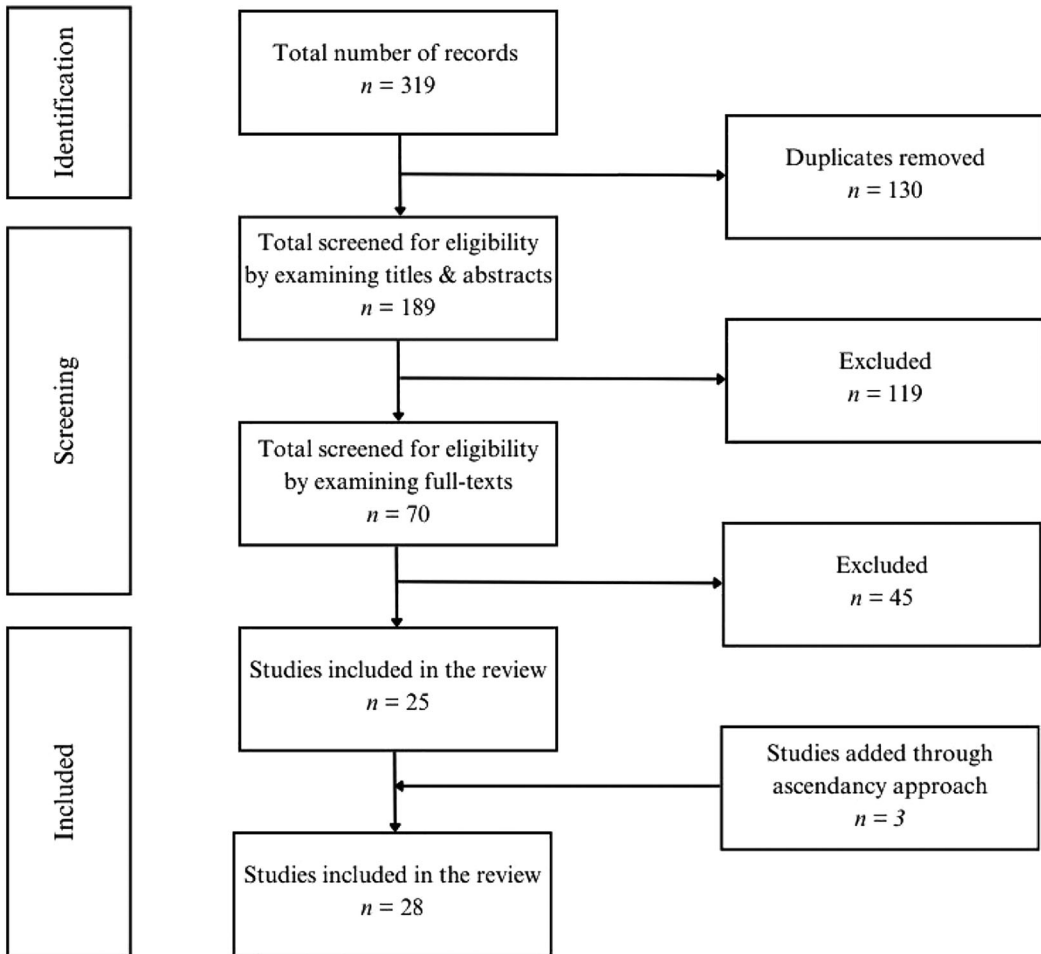 Identification
Total number of records
n = 319
Duplicates removed
n = 130
Screening
Total screened for eligibility
by examining titles & abstracts
n = 189
Excluded
n = 119
Total screened for eligibility
by examining full-texts
n = 70
Excluded
n = 45
Included
Studies included in the review
n = 25
Studies added through
ascendancy approach
n = 3
Studies included in the review
n = 28